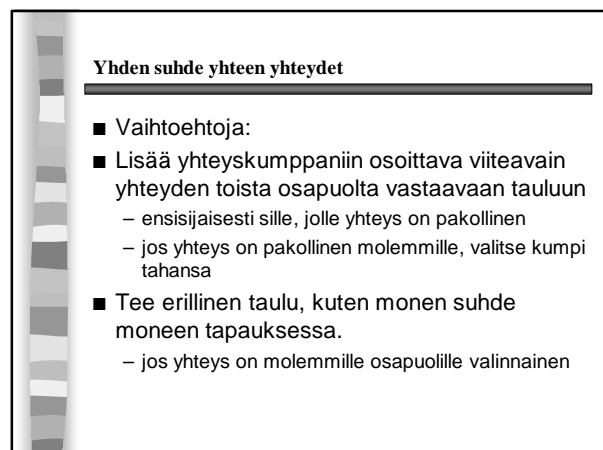 Yhden suhde yhteen yhteydet
■ Vaihtoehtoja:
■ Lisää yhteyskumppaniin osoittava viiteavain
yhteyden toista osapuolta vastaavaan tauluun
– ensisijaisesti sille, jolle yhteys on pakollinen
– jos yhteys on pakollinen molemmille, valitse kumpi
tahansa
■ Tee erillinen taulu, kuten monen suhde
moneen tapauksessa.
– jos yhteys on molemmille osapuolille valinnainen